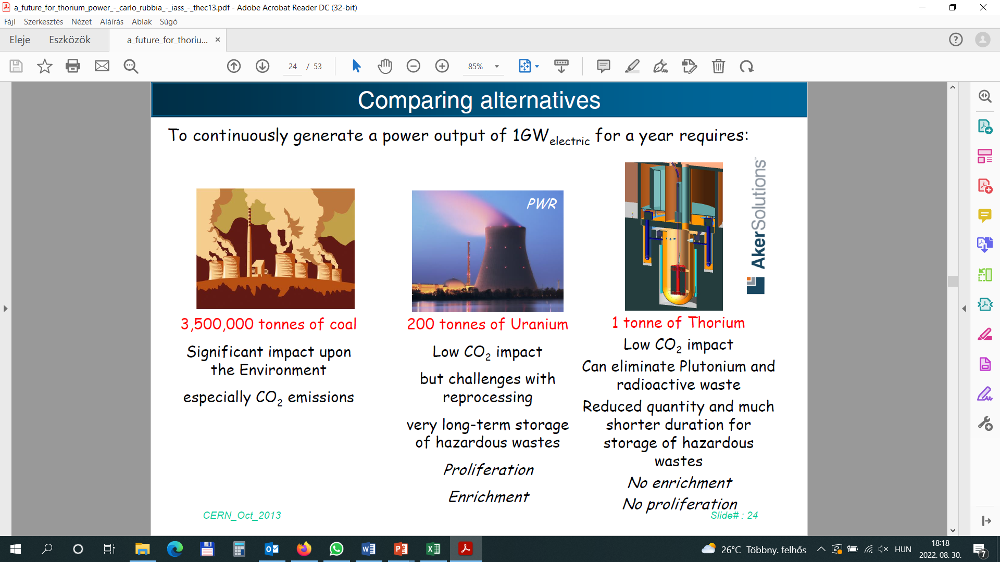 a_future_for_thorium_power_-_carlo_rubbia_-_iass_-_thec13.pdf - Adobe Acrobat Reader DC (32-bit)
Fájl Szerkesztés Nézet Aláírás Ablak Súgó
Eleje Eszközök a_future_for_thoriu... ×
24 / 53 85%
Comparing alternatives
To continuously generate a power output of 1GWelectric for a year requires:
PWR
AkerSolutions
3,500,000 tonnes of coal
Significant impact upon
the Environment
especially CO2 emissions
200 tonnes of Uranium
Low CO2 impact
but challenges with
reprocessing
very long-term storage
of hazardous wastes
Proliferation
Enrichment
1 tonne of Thorium
Low CO2 impact
Can eliminate Plutonium and
radioactive waste
Reduced quantity and much
shorter duration for
storage of hazardous
wastes
No enrichment
No proliferation
CERN_Oct_2013
Slide# : 24
26°C Többny. felhős
HUN
18:18
2022. 08. 30.
7